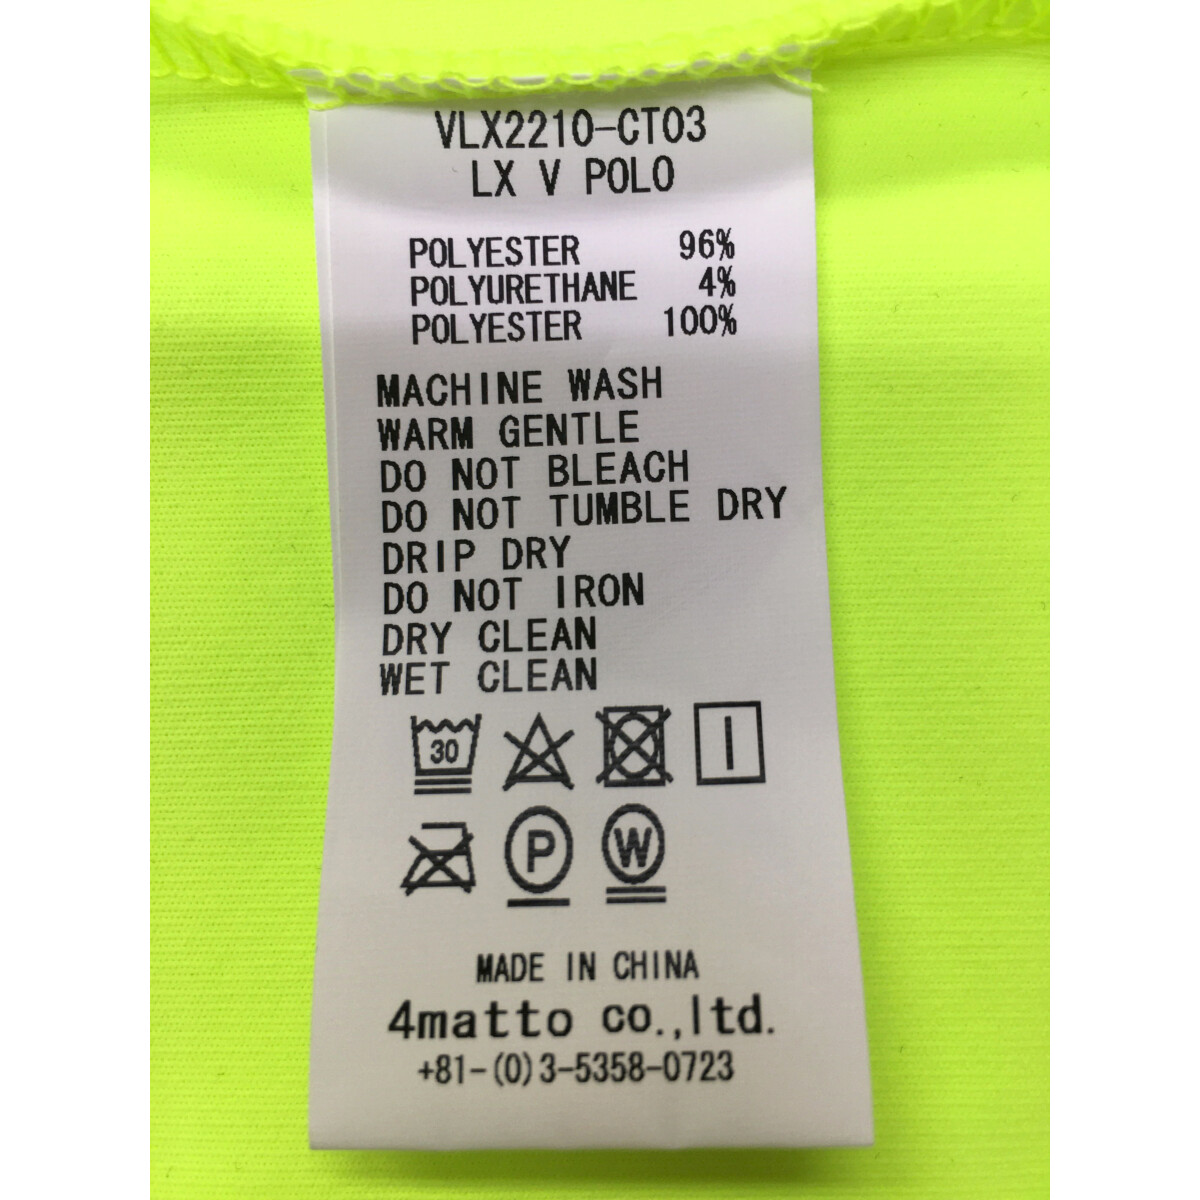 VLX2210-CT03
LX V POLO
POLYESTER 96%
POLYURETHANE 4%
POLYESTER 100%
MACHINE WASH
WARM GENTLE
DO NOT BLEACH
DO NOT TUMBLE DRY
DRIP DRY
DO NOT IRON
DRY CLEAN
WET CLEAN
30
P W
MADE IN CHINA
4matto co.,ltd.
+81-(0)3-5358-0723